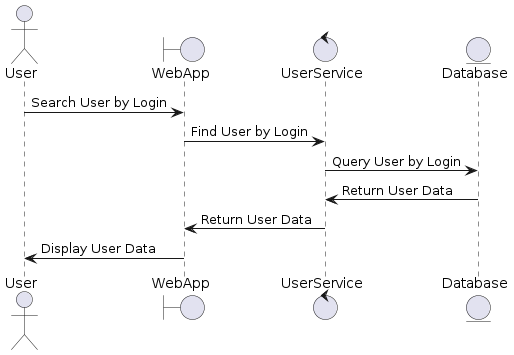 User
WebApp
UserService
Database
Search User by Login
Find User by Login
Query User by Login
Return User Data
Return User Data
Display User Data
User
WebApp
UserService
Database